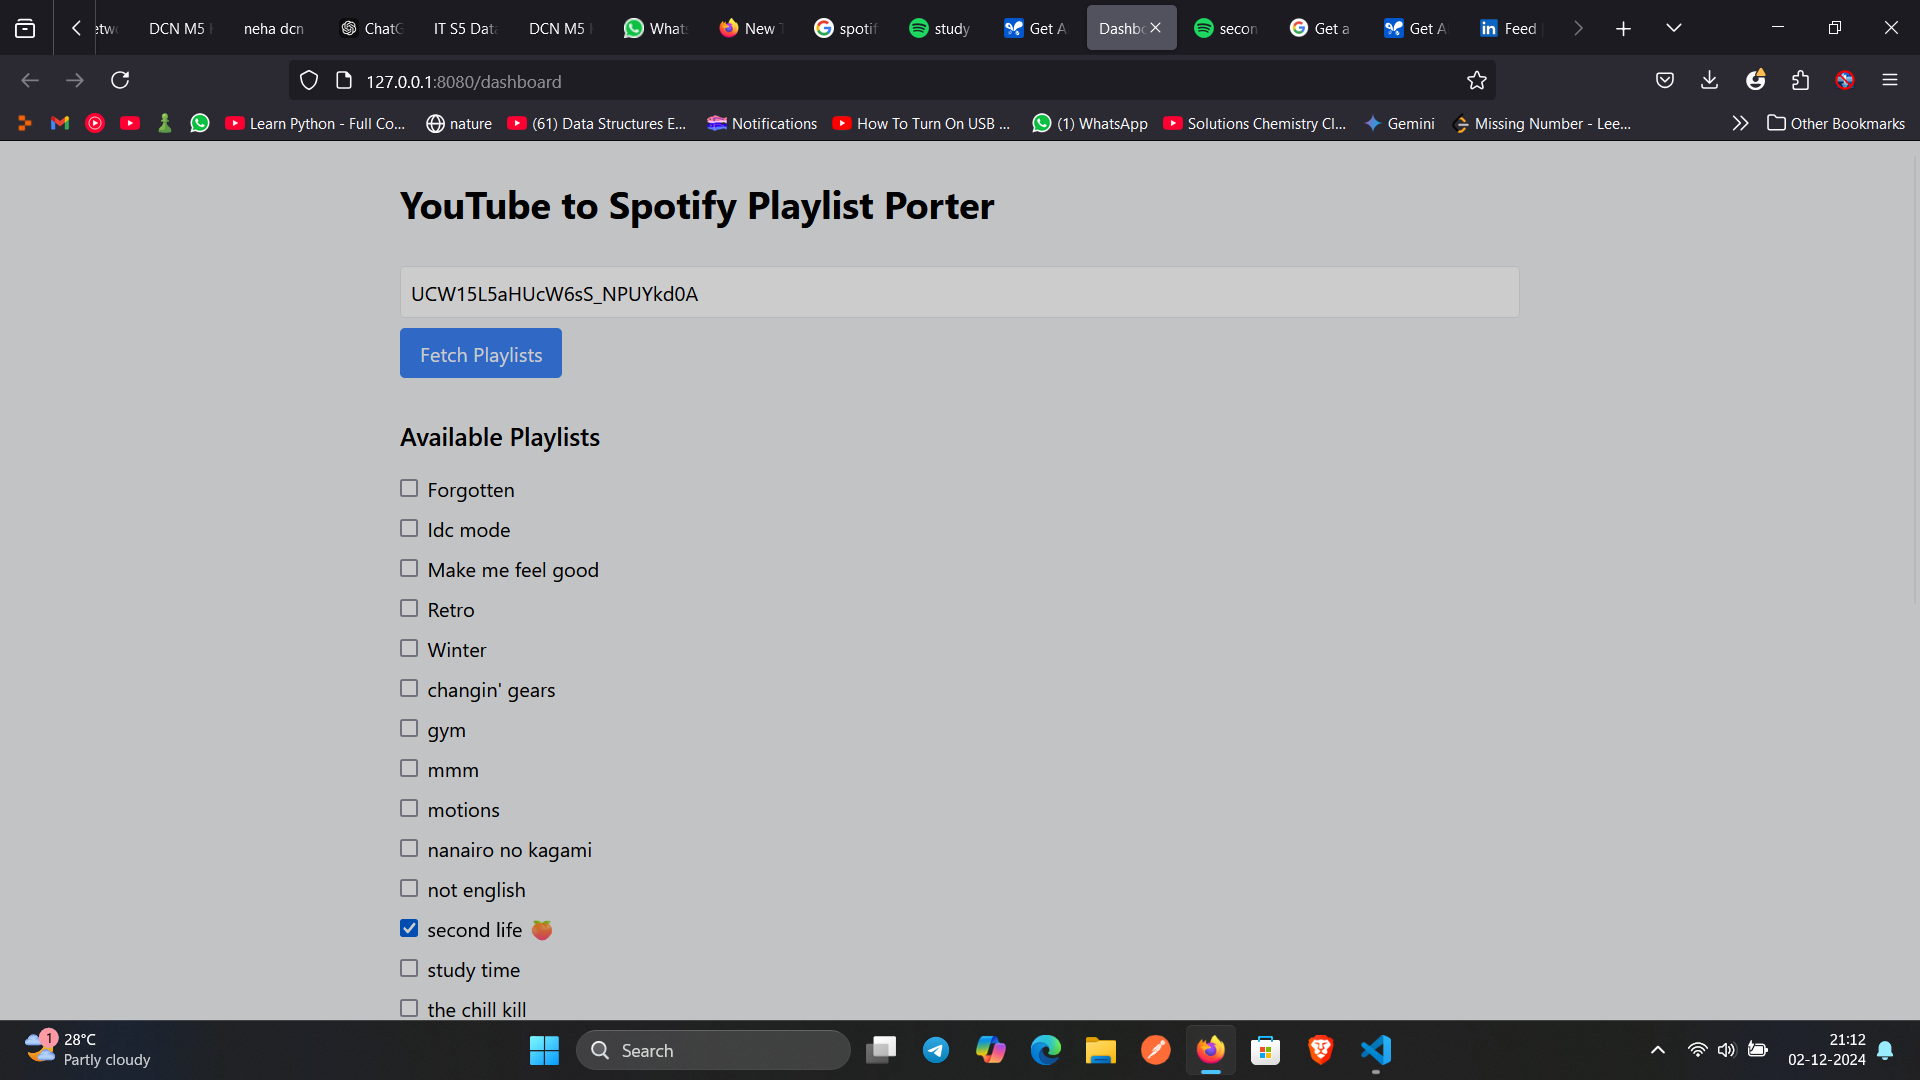 DCN M5
neha dcn
ChatG
IT S5 Data
DCN M5
What
New
spotif
study
Get A
Dashbo
secon
Get a
Get A
Feed
127.0.0.1:8080/dashboard
Learn Python - Full Co...
nature
(61) Data Structures E...
Notifications
How To Turn On USB ...
(1) WhatsApp
Solutions Chemistry Cl...
Gemini
Missing Number - Lee...
Other Bookmarks
YouTube to Spotify Playlist Porter
UCW15L5aHUcW6sS_NPUYkd0A
Fetch Playlists
Available Playlists
Forgotten
Idc mode
Make me feel good
Retro
Winter
changin' gears
gym
mmm
motions
nanairo no kagami
not english
second life 🍑
study time
the chill kill
1
28°C
Partly cloudy
Search
21:12
02-12-2024